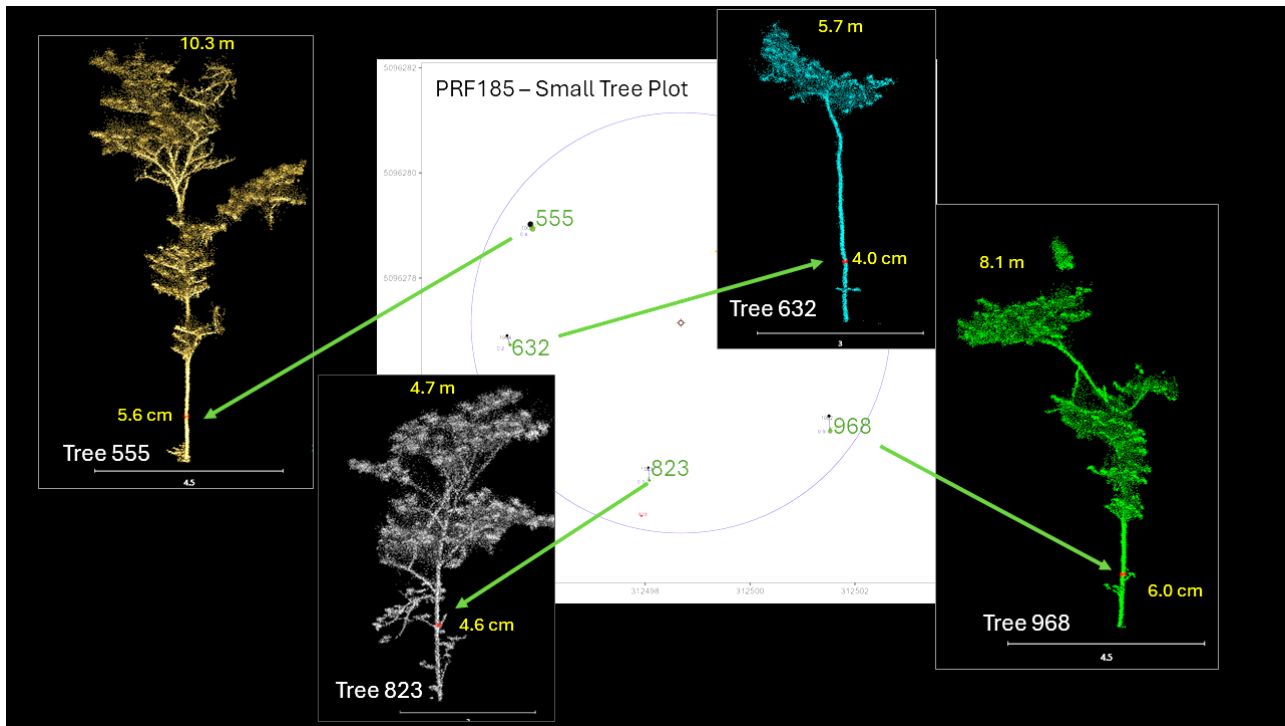 10.3 m
5.6 cm
Tree 555
4.5
PRF185 – Small Tree Plot
5096282
5096280
5096278
555
632
823
968
312498
312500
312502
5.7 m
4.0 cm
Tree 632
3
4.7 m
4.6 cm
Tree 823
8.1 m
6.0 cm
Tree 968
4.5